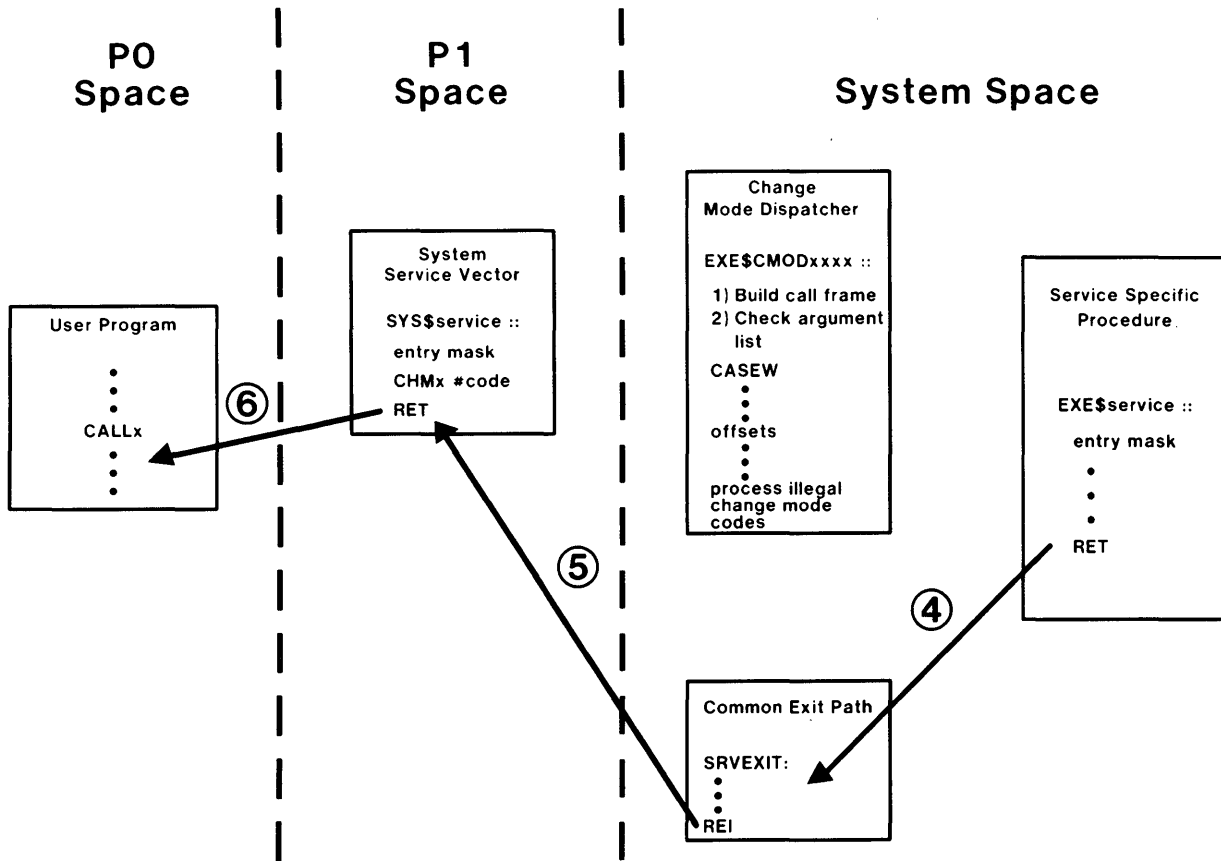 P0
Space
P1
Space
System Space
User Program
CALLx
⑥
System
Service Vector
SYS$service ::
entry mask
CHMx #code
RET
⑤
Change
Mode Dispatcher
EXE$CMODxxxx ::
1) Build call frame
2) Check argument
list
CASEW
offsets
process illegal
change mode
codes
Service Specific
Procedure
EXE$service ::
entry mask
RET
④
Common Exit Path
SRVEXIT:
REI